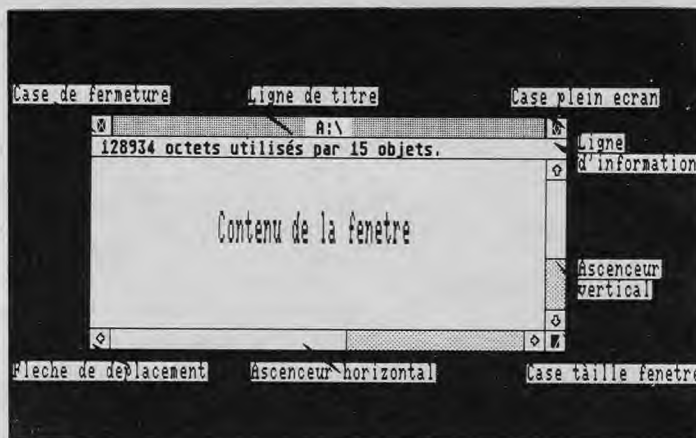 Case de fermeture
Ligne de titre
Case plein ecran
A:\
Ligne
d'information
128934 octets utilisés par 15 objets.
Contenu de la fenetre
Ascenceur
vertical
Fleche de deplacement
Ascenceur horizontal
Case tàille fenetre